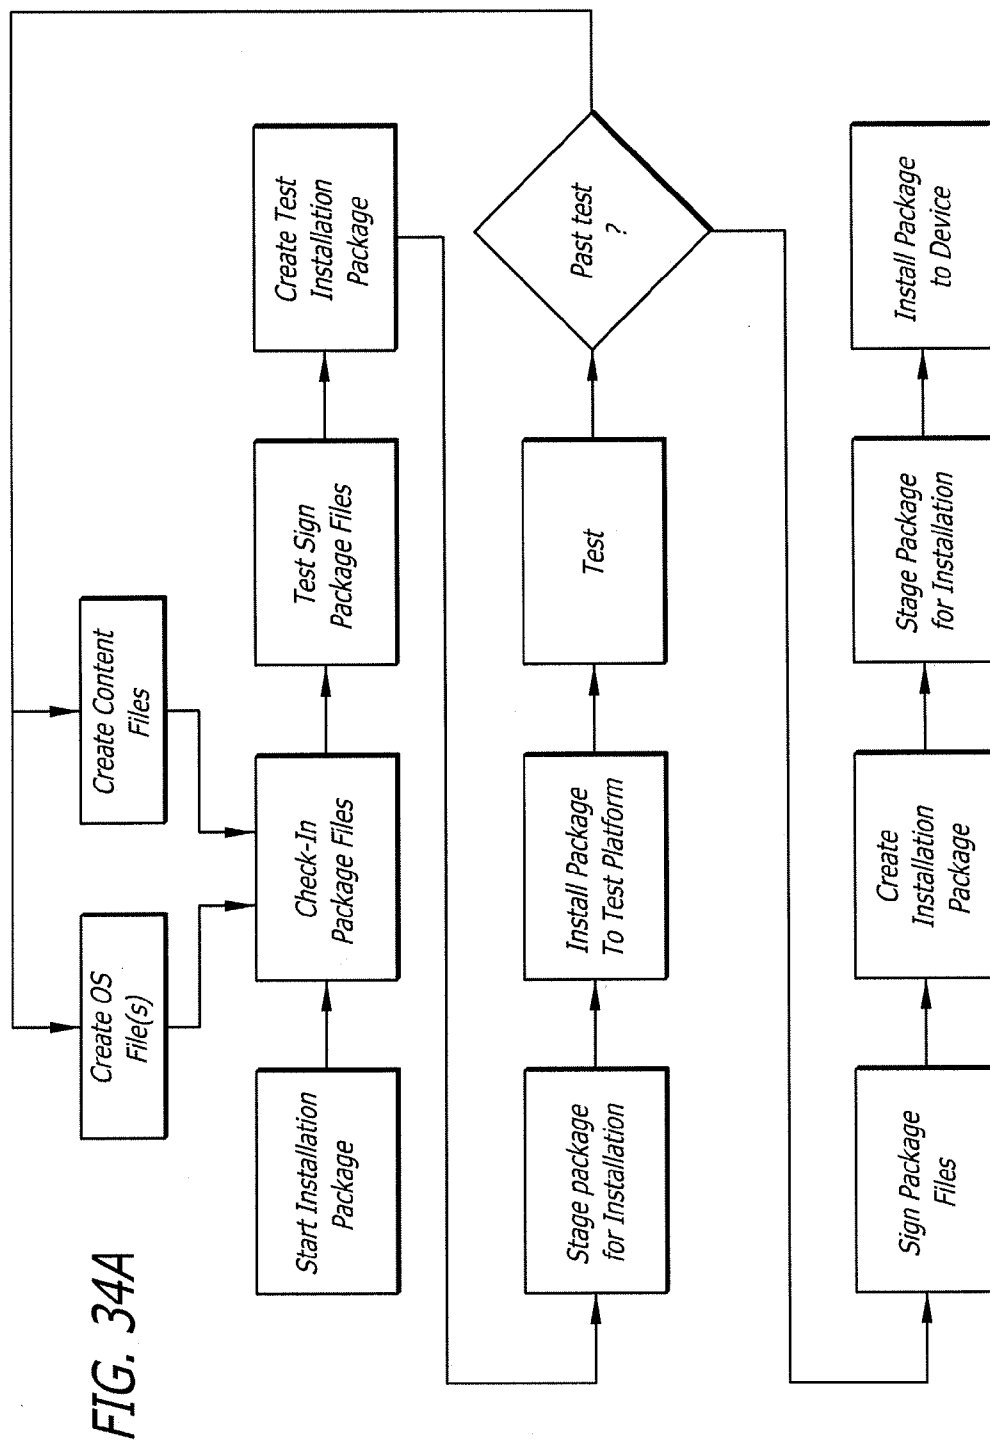 FIG. 34A
Create OS
File(s)
Create Content
Files
Start Installation
Package
Check-In
Package Files
Test Sign
Package Files
Create Test
Installation
Package
Stage package
for Installation
Install Package
To Test Platform
Test
Past test
?
Sign Package
Files
Create
Installation
Package
Stage Package
for Installation
Install Package
to Device